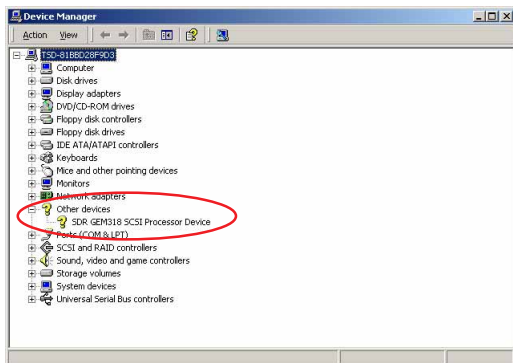 Device Manager
Action View
TSD-81BBD28F9D3
Computer
Disk drives
Display adapters
DVD/CD-ROM drives
Floppy disk controllers
Floppy disk drives
IDE ATA/ATAPI controllers
Keyboards
Mice and other pointing devices
Monitors
Network adapters
Other devices
SDR GEM318 SCSI Processor Device
Ports (COM & LPT)
SCSI and RAID controllers
Sound, video and game controllers
Storage volumes
System devices
Universal Serial Bus controllers